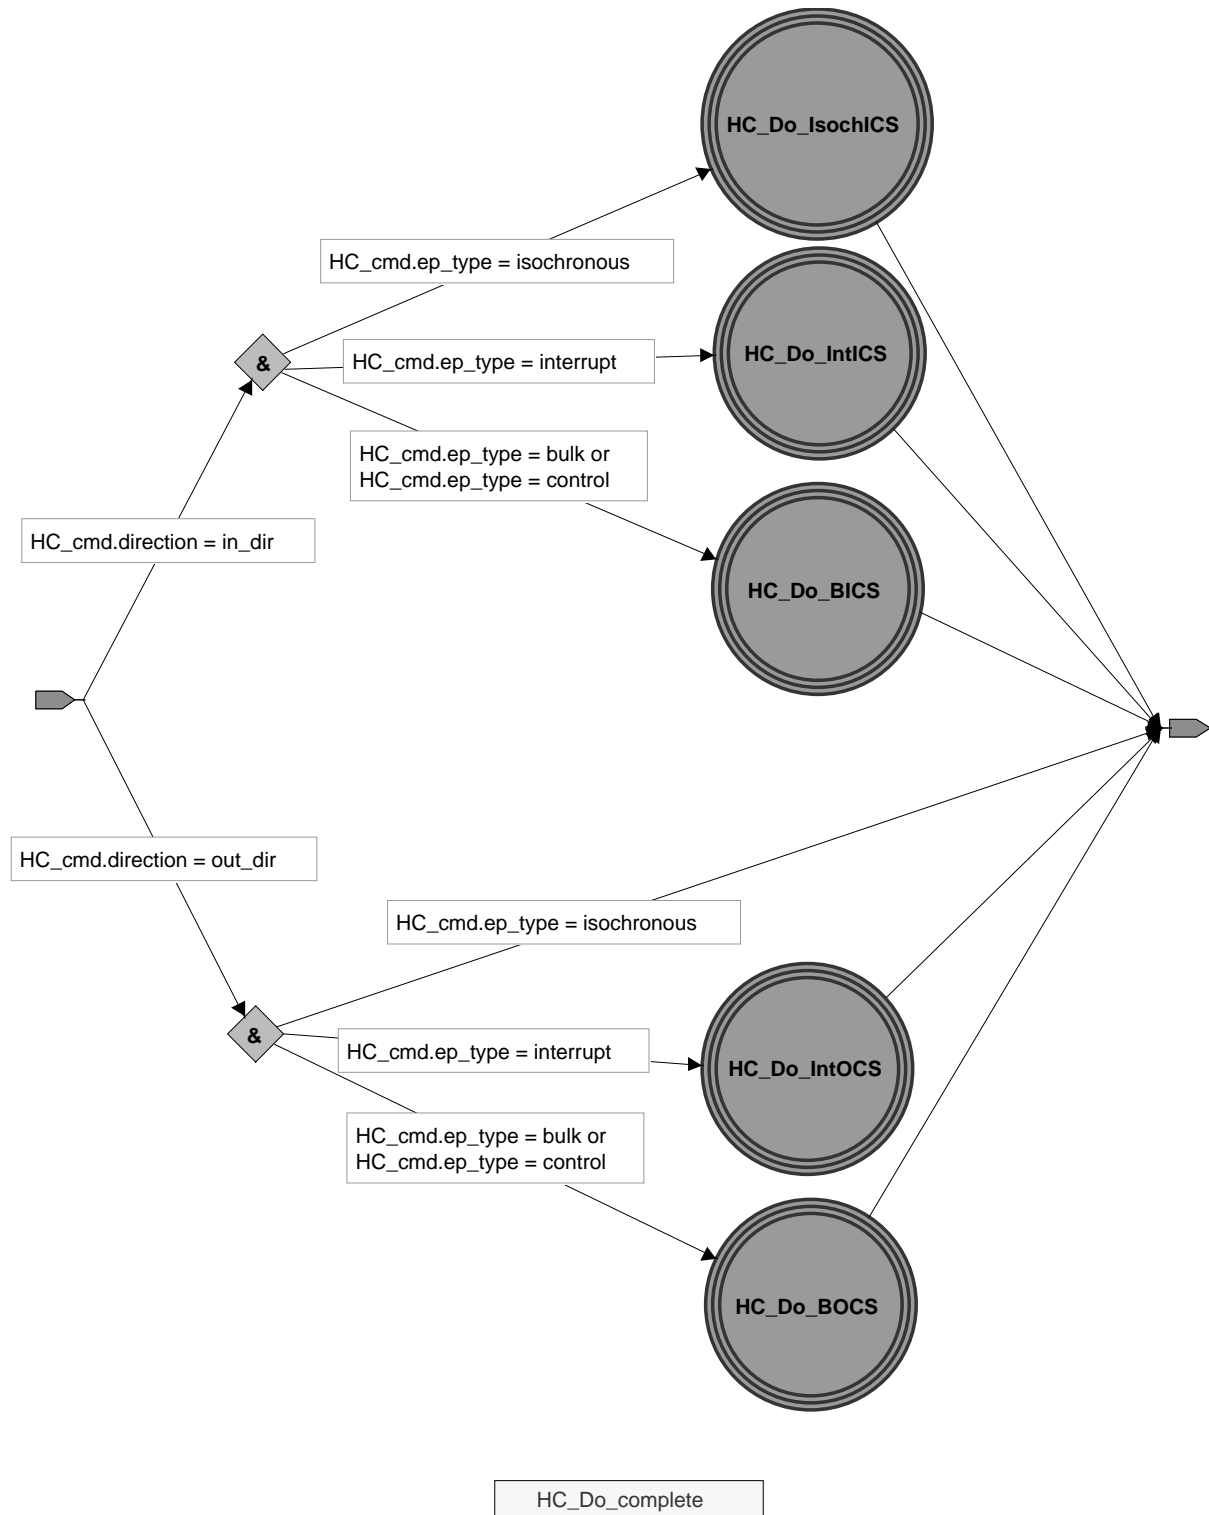 HC_Do_IsochICS
HC_cmd.ep_type = isochronous
HC_Do_IntICS
&
HC_cmd.ep_type = interrupt
HC_cmd.ep_type = bulk or
HC_cmd.ep_type = control
HC_cmd.direction = in_dir
HC_Do_BICS
HC_cmd.direction = out_dir
HC_cmd.ep_type = isochronous
&
HC_cmd.ep_type = interrupt
HC_Do_IntOCS
HC_cmd.ep_type = bulk or
HC_cmd.ep_type = control
HC_Do_BOCS
HC_Do_complete